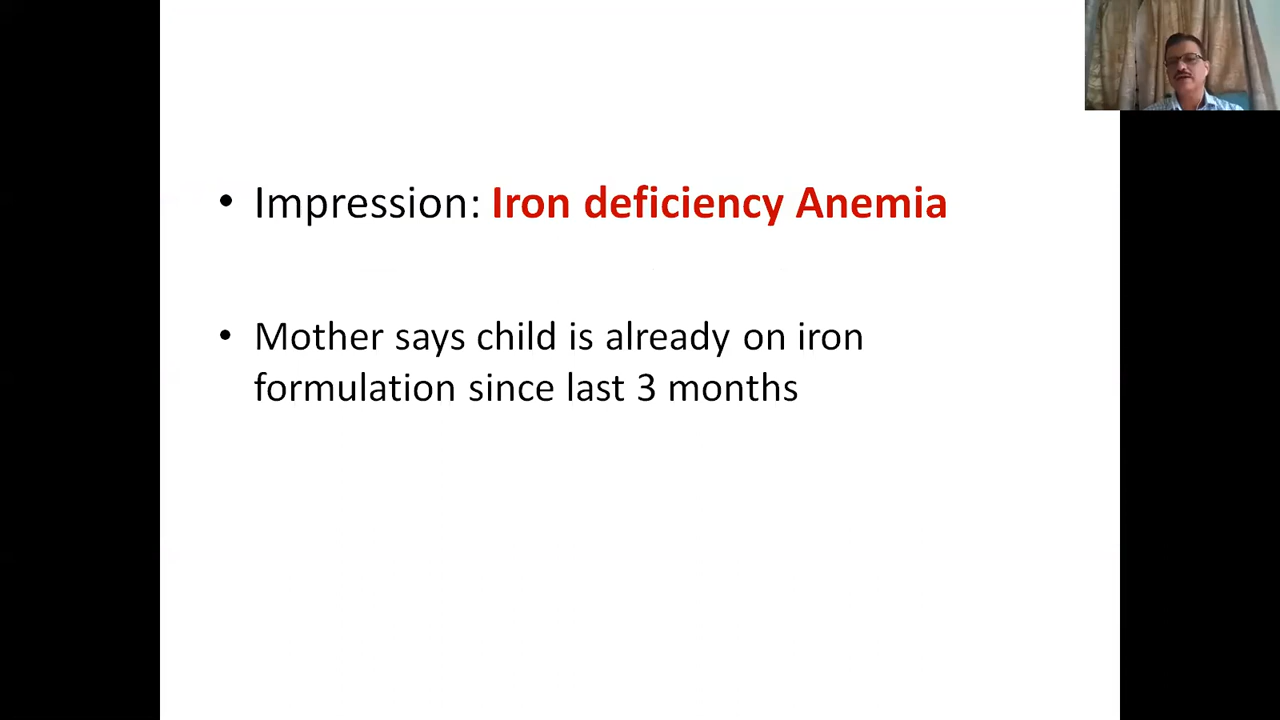 • Impression: Iron deficiency Anemia
• Mother says child is already on iron
formulation since last 3 months